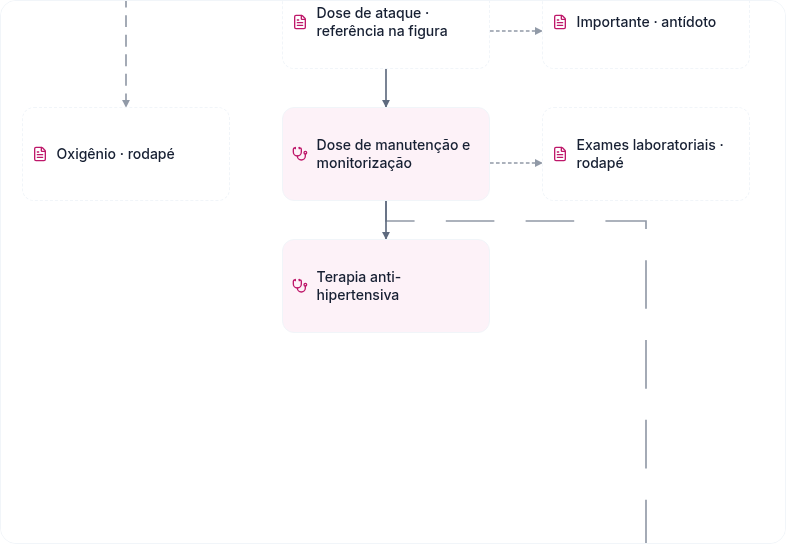 Dose de ataque ·
referência na figura
Importante · antídoto
Oxigênio · rodapé
Dose de manutenção e
monitorização
Exames laboratoriais ·
rodapé
Terapia anti-
hipertensiva